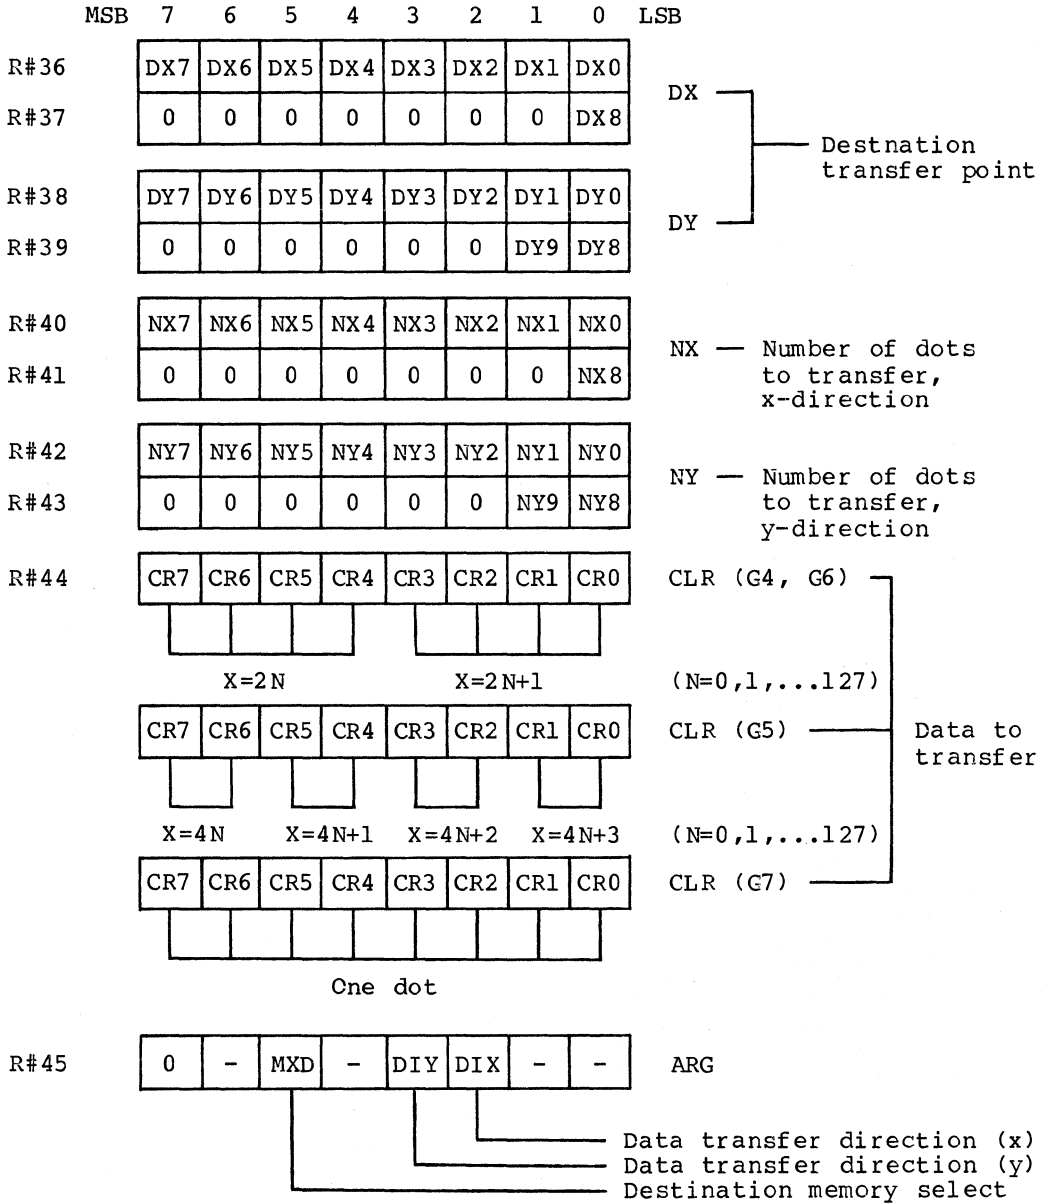 MSB 7 6 5 4 3 2 1 0 LSB
R#36 DX7 DX6 DX5 DX4 DX3 DX2 DX1 DX0
DX
R#37 0 0 0 0 0 0 0 DX8
Destnation
transfer point
R#38 DY7 DY6 DY5 DY4 DY3 DY2 DY1 DY0
DY
R#39 0 0 0 0 0 0 DY9 DY8
R#40 NX7 NX6 NX5 NX4 NX3 NX2 NX1 NX0
NX — Number of dots
to transfer,
x-direction
R#41 0 0 0 0 0 0 0 NX8
R#42 NY7 NY6 NY5 NY4 NY3 NY2 NY1 NY0
NY — Number of dots
to transfer,
y-direction
R#43 0 0 0 0 0 0 NY9 NY8
R#44 CR7 CR6 CR5 CR4 CR3 CR2 CR1 CR0 CLR (G4, G6)
X=2N X=2N+1 (N=0,1,...127)
CR7 CR6 CR5 CR4 CR3 CR2 CR1 CR0 CLR (G5)
Data to
transfer
X=4N X=4N+1 X=4N+2 X=4N+3 (N=0,1,...127)
CR7 CR6 CR5 CR4 CR3 CR2 CR1 CR0 CLR (G7)
One dot
R#45 0 - MXD - DIY DIX - - ARG
Data transfer direction (x)
Data transfer direction (y)
Destination memory select